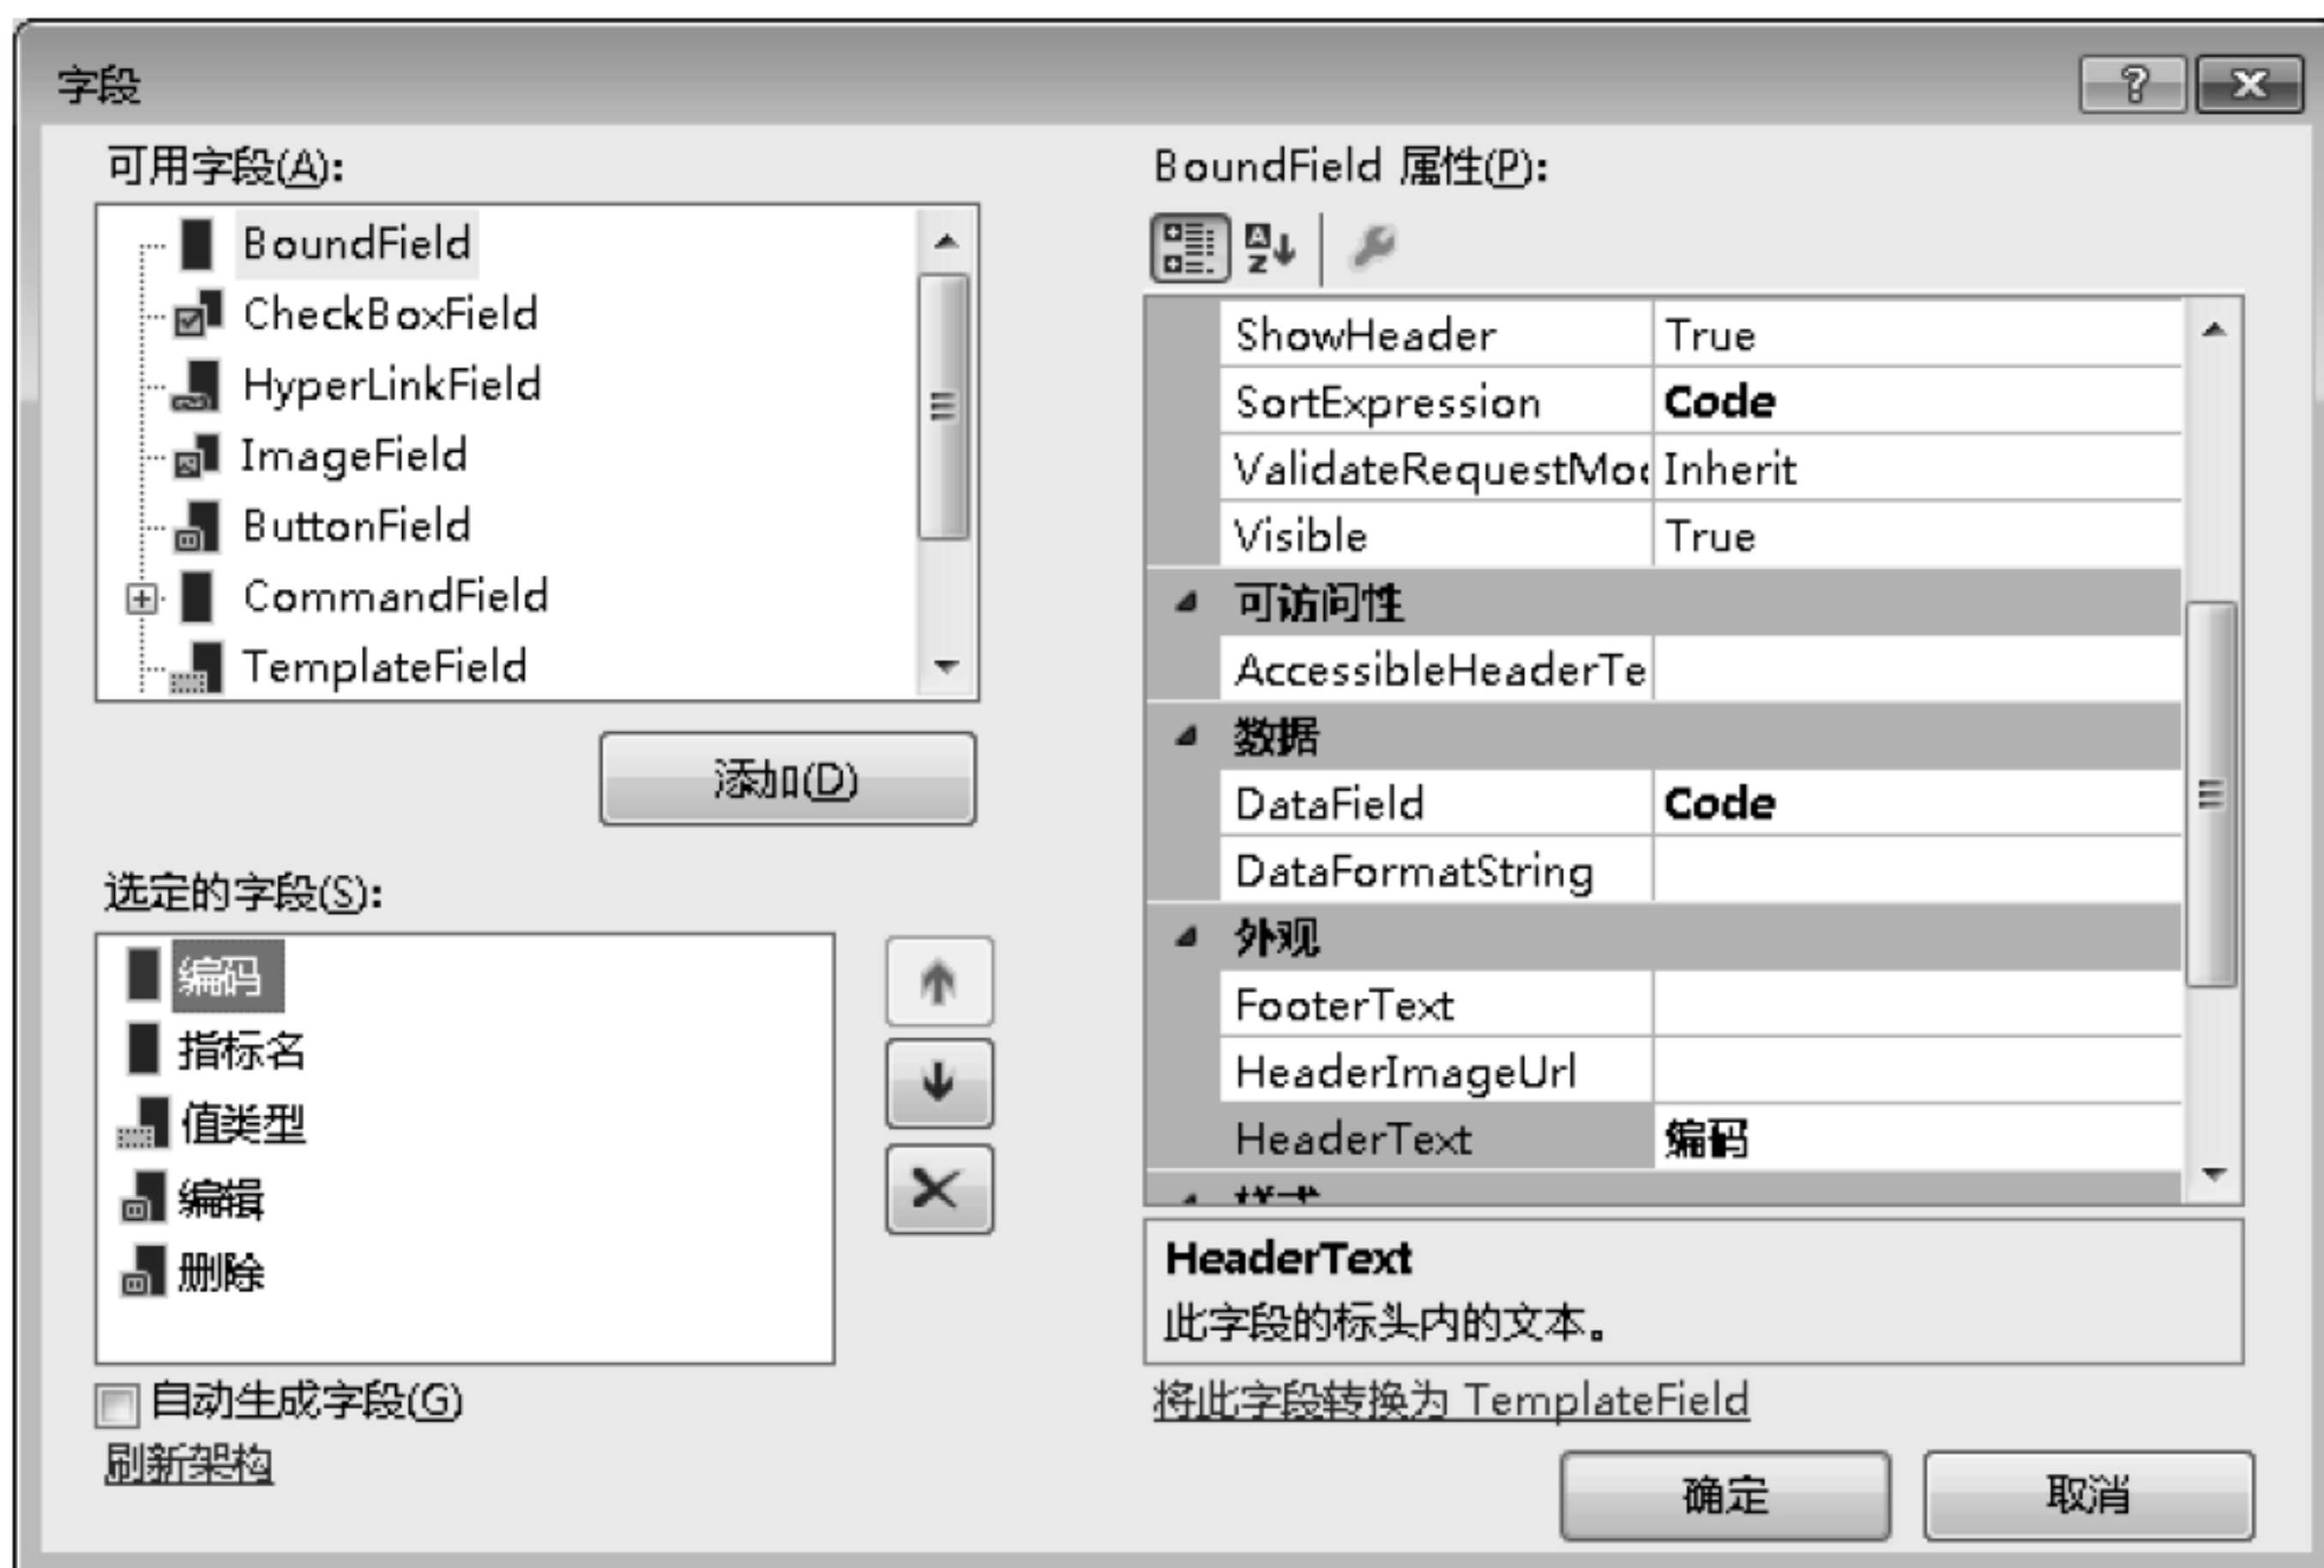 字段
可用字段(A):
BoundField
CheckBoxField
HyperLinkField
ImageField
ButtonField
CommandField
TemplateField
添加(D)
选定的字段(S):
编码
指标名
值类型
编辑
删除
自动生成字段(G)
刷新架构
BoundField 属性(P):
ShowHeader True
SortExpression Code
ValidateRequestMo Inherit
Visible True
可访问性
AccessibleHeaderTe
数据
DataField Code
DataFormatString
外观
FooterText
HeaderImageUrl
HeaderText 编码
HeaderText
此字段的标头内的文本。
将此字段转换为 TemplateField
确定 取消